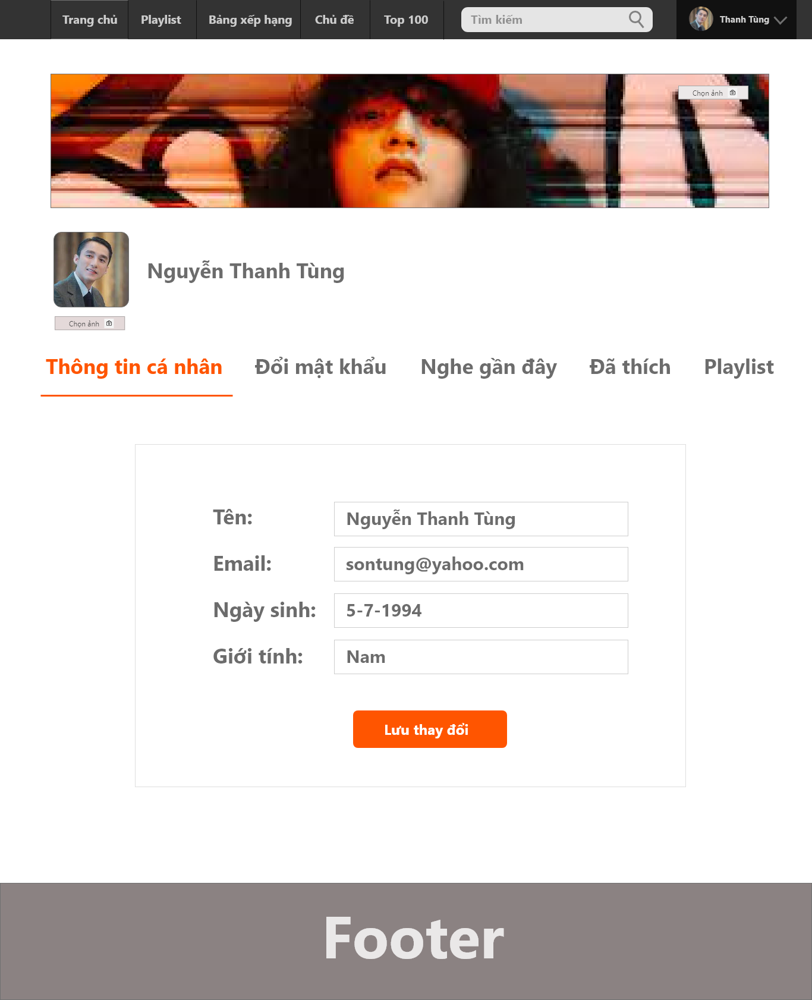 Trang chủ Playlist Bảng xếp hạng Chủ đề Top 100 Tìm kiếm Thanh Tùng
Chọn ảnh
Nguyễn Thanh Tùng
Chọn ảnh
Thông tin cá nhân Đổi mật khẩu Nghe gần đây Đã thích Playlist
Tên: Nguyễn Thanh Tùng
Email: sontung@yahoo.com
Ngày sinh: 5-7-1994
Giới tính: Nam
Lưu thay đổi
Footer